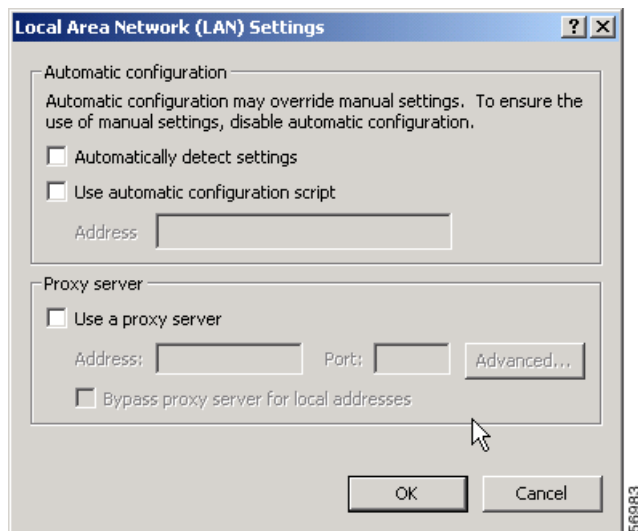 Local Area Network (LAN) Settings
Automatic configuration
Automatic configuration may override manual settings. To ensure the
use of manual settings, disable automatic configuration.
Automatically detect settings
Use automatic configuration script
Address
Proxy server
Use a proxy server
Address: Port: Advanced...
Bypass proxy server for local addresses
OK Cancel